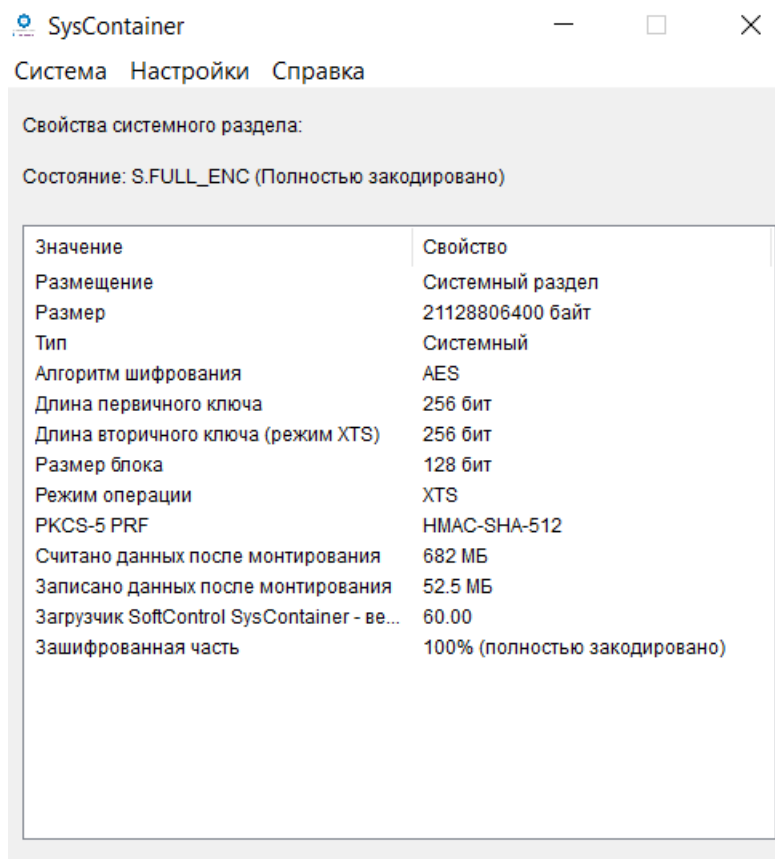 SysContainer
Система Настройки Справка
Свойства системного раздела:
Состояние: S.FULL_ENC (Полностью закодировано)
Значение Свойство
Размещение Системный раздел
Размер 21128806400 байт
Тип Системный
Алгоритм шифрования AES
Длина первичного ключа 256 бит
Длина вторичного ключа (режим XTS) 256 бит
Размер блока 128 бит
Режим операции XTS
PKCS-5 PRF HMAC-SHA-512
Считано данных после монтирования 682 МБ
Записано данных после монтирования 52.5 МБ
Загрузчик SoftControl SysContainer - ве... 60.00
Зашифрованная часть 100% (полностью закодировано)